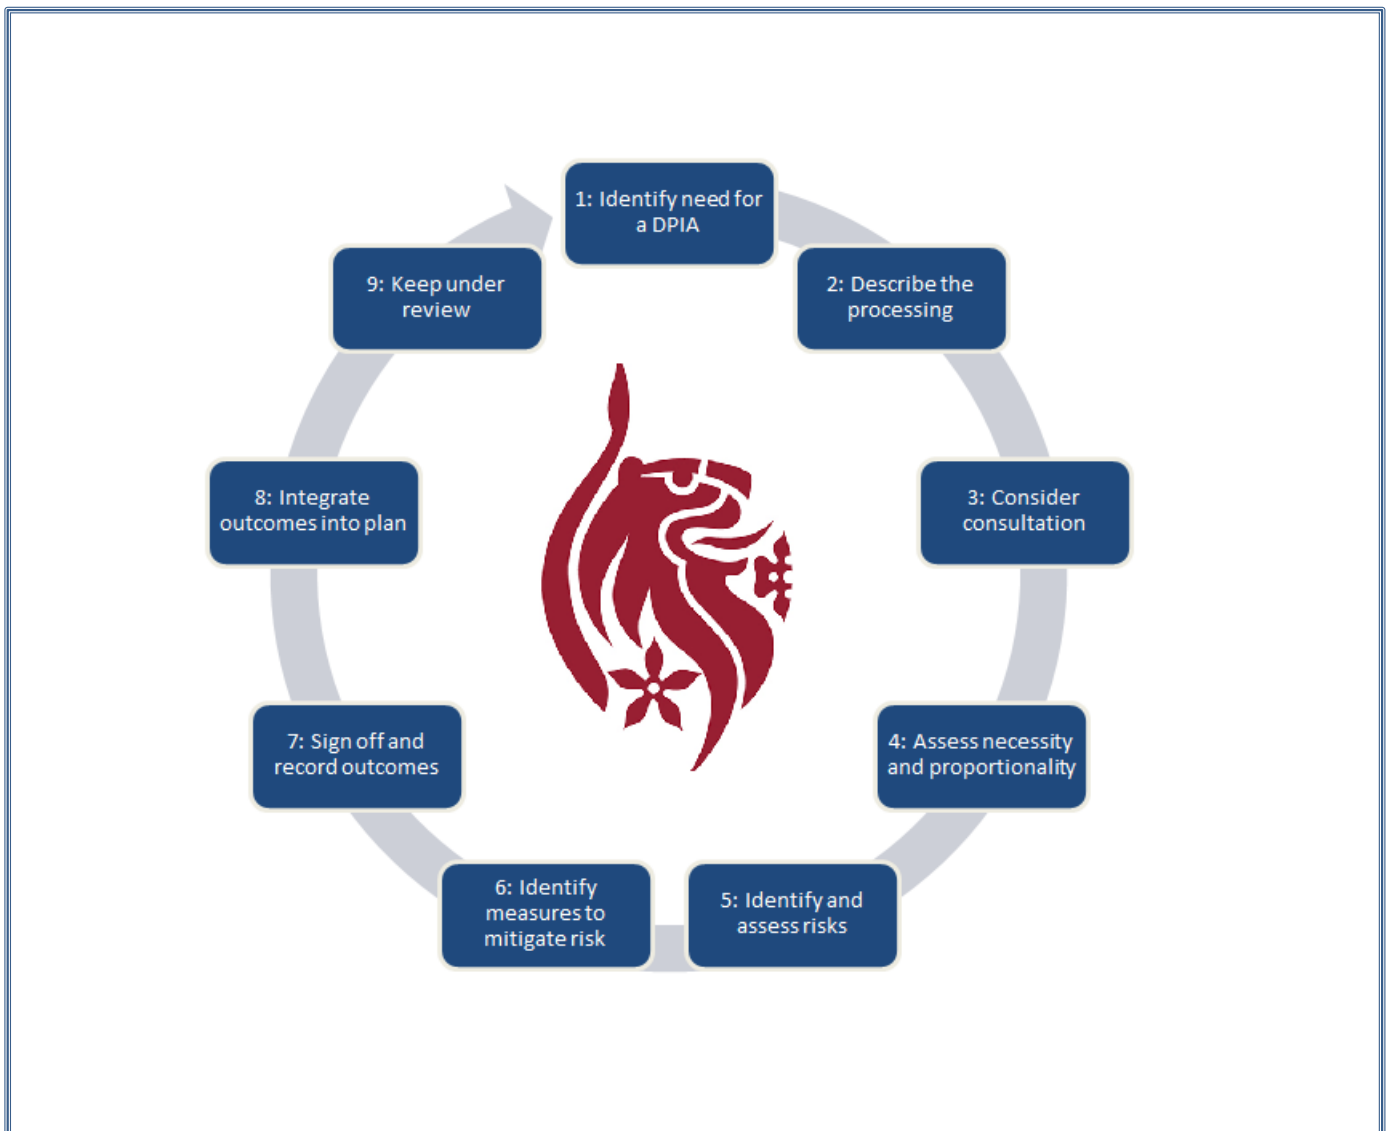 1: Identify need for
a DPIA
2: Describe the
processing
3: Consider
consultation
4: Assess necessity
and proportionality
5: Identify and
assess risks
6: Identify
measures to
mitigate risk
7: Sign off and
record outcomes
8: Integrate
outcomes into plan
9: Keep under
review